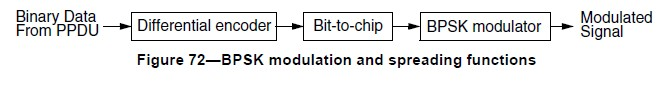 Binary Data
From PPDU
Differential encoder
Bit-to-chip
BPSK modulator
Modulated
Signal
Figure 72—BPSK modulation and spreading functions